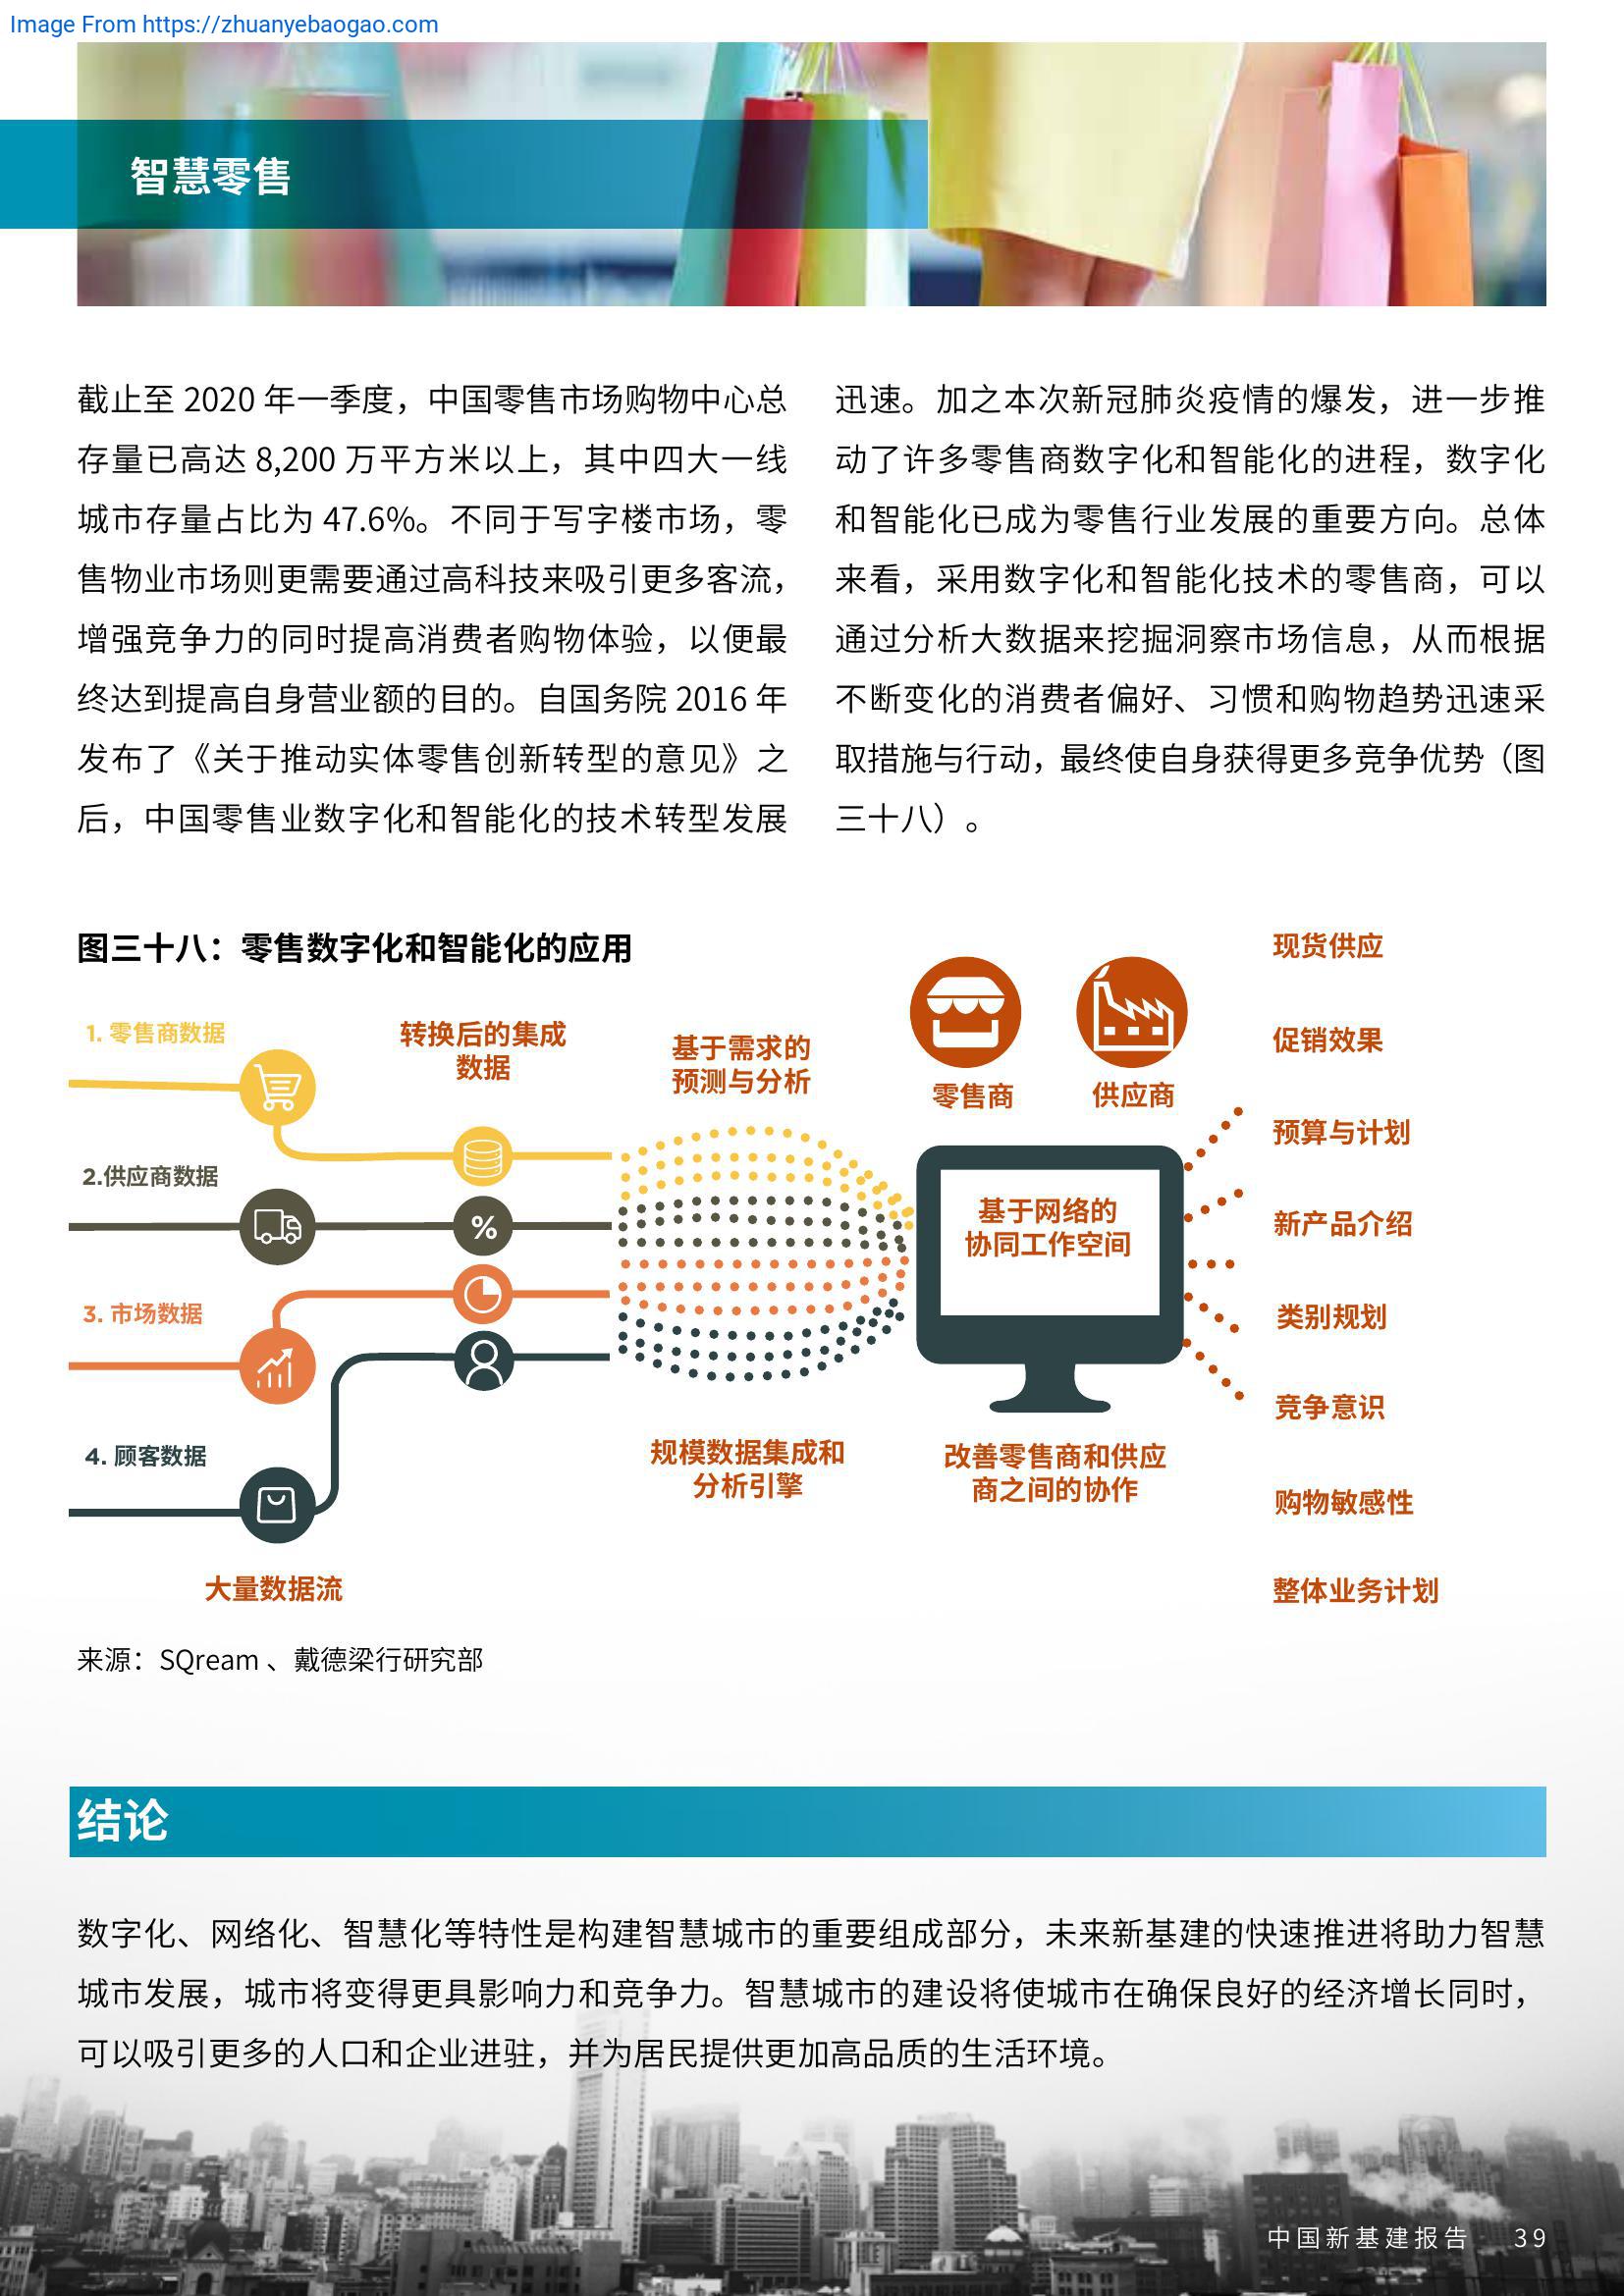 Image From https://zhuanyebaogao.com
智慧零售
截止至 2020 年一季度，中国零售市场购物中心总
存量已高达 8,200 万平方米以上，其中四大一线
城市存量占比为 47.6%。不同于写字楼市场，零
售物业市场则更需要通过高科技来吸引更多客流，
增强竞争力的同时提高消费者购物体验，以便最
终达到提高自身营业额的目的。自国务院 2016 年
发布了《关于推动实体零售创新转型的意见》之
后，中国零售业数字化和智能化的技术转型发展
迅速。加之本次新冠肺炎疫情的爆发，进一步推
动了许多零售商数字化和智能化的进程，数字化
和智能化已成为零售行业发展的重要方向。总体
来看，采用数字化和智能化技术的零售商，可以
通过分析大数据来挖掘洞察市场信息，从而根据
不断变化的消费者偏好、习惯和购物趋势迅速采
取措施与行动，最终使自身获得更多竞争优势（图
三十八）。
图三十八：零售数字化和智能化的应用
1. 零售商数据
2.供应商数据
3. 市场数据
4. 顾客数据
大量数据流
转换后的集成
数据
%
基于需求的
预测与分析
规模数据集成和
分析引擎
零售商
供应商
基于网络的
协同工作空间
改善零售商和供应
商之间的协作
现货供应
促销效果
预算与计划
新产品介绍
类别规划
竞争意识
购物敏感性
整体业务计划
来源：SQream 、戴德梁行研究部
结论
数字化、网络化、智慧化等特性是构建智慧城市的重要组成部分，未来新基建的快速推进将助力智慧
城市发展，城市将变得更具影响力和竞争力。智慧城市的建设将使城市在确保良好的经济增长同时，
可以吸引更多的人口和企业进驻，并为居民提供更加高品质的生活环境。
中国新基建报告 39